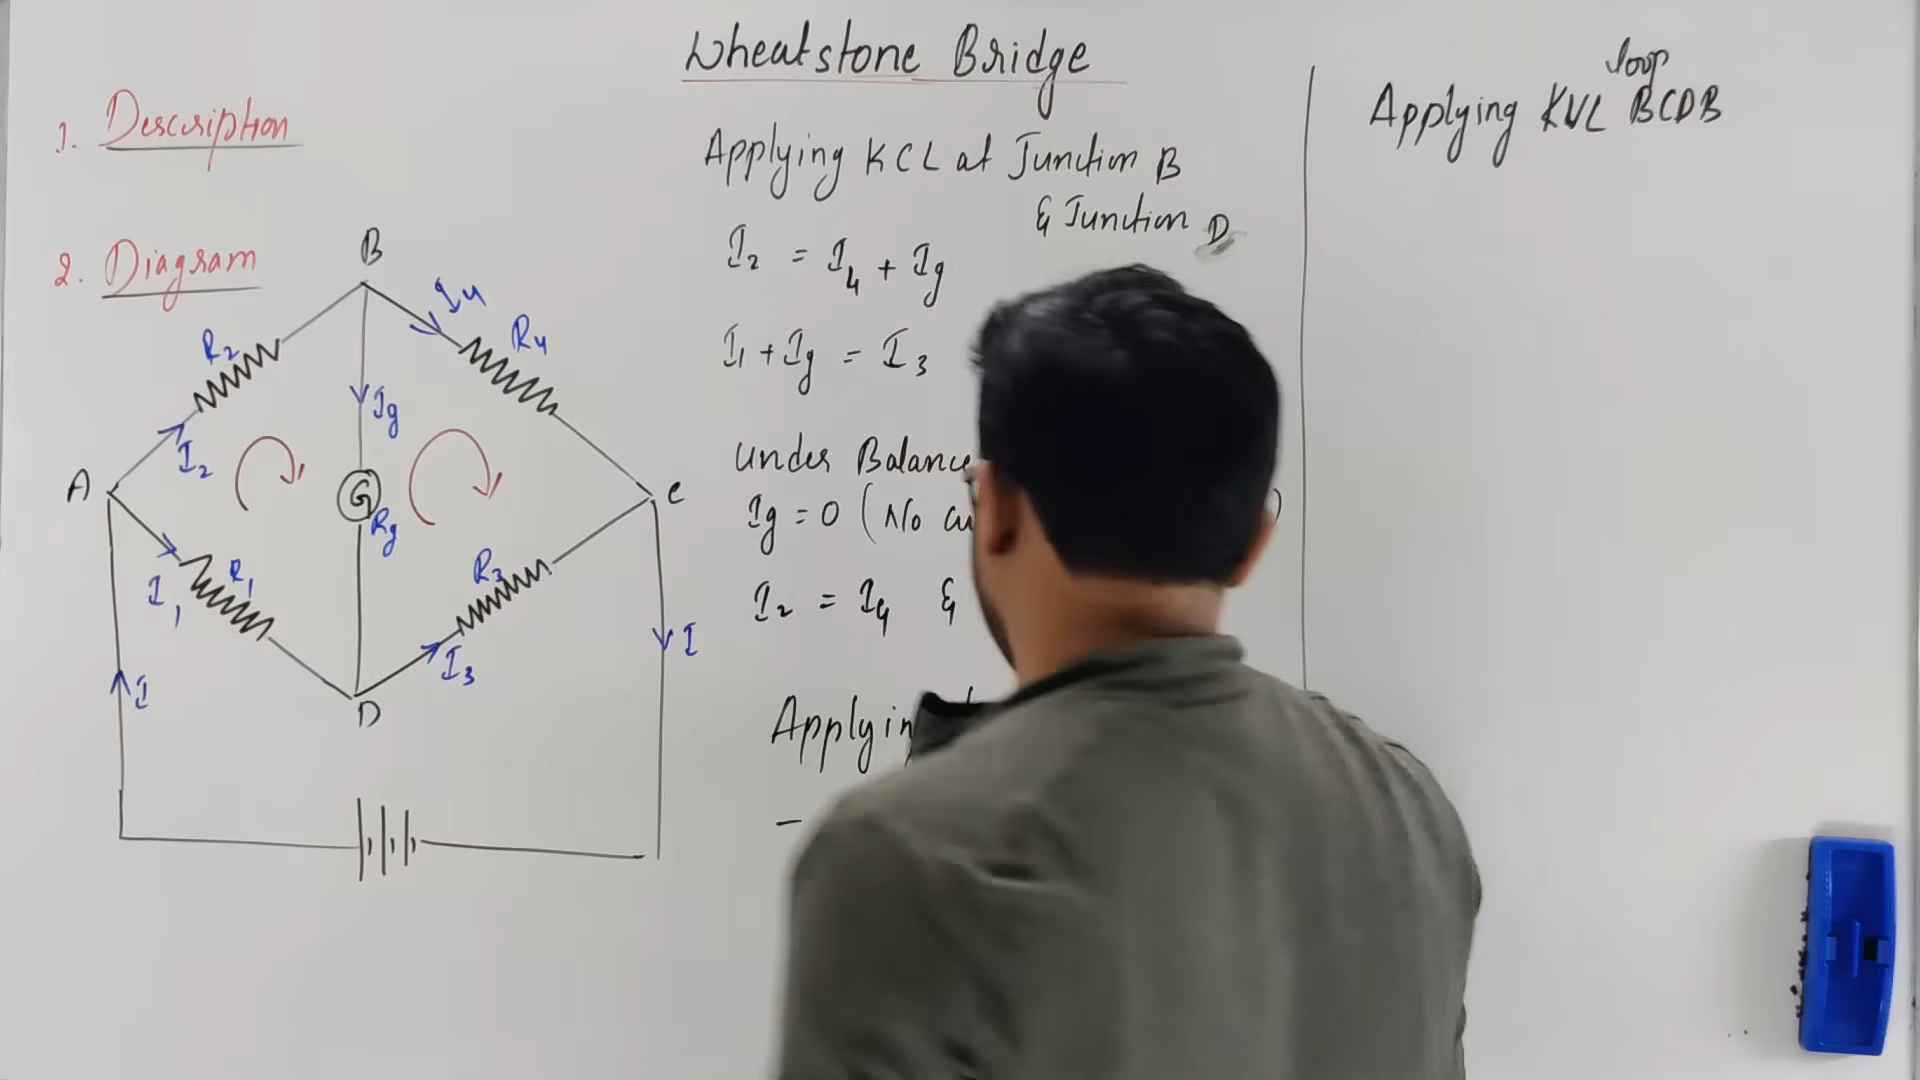 Wheatstone Bridge
1. Description
2. Diagram
B
I4
R2
R4
Ig
I2
A
G
C
Rg
R1
R3
I1
I3
I
I
D
Applying KCL at Junction B
& Junction D
I2 = I4 + Ig
I1 + Ig = I3
Under Balance
Ig = 0 (No
I2 = I4 &
Applying
−
loop
Applying KVL BCDB